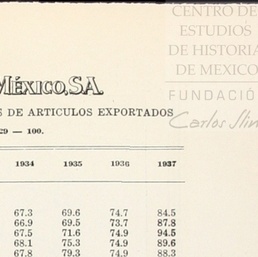 CENTRO DE
ESTUDIOS
DE HISTORIA
DE MEXICO
FUNDACIÓ
Carlos Slim
MÉXICO, S.A.
S DE ARTICULOS EXPORTADOS
29 — 100.
1934 1935 1936 1937
67.3 69.6 74.7 84.5
66.9 69.5 73.7 87.8
67.5 71.6 74.9 94.5
68.1 75.3 74.9 89.6
67.8 79.3 74.9 88.3